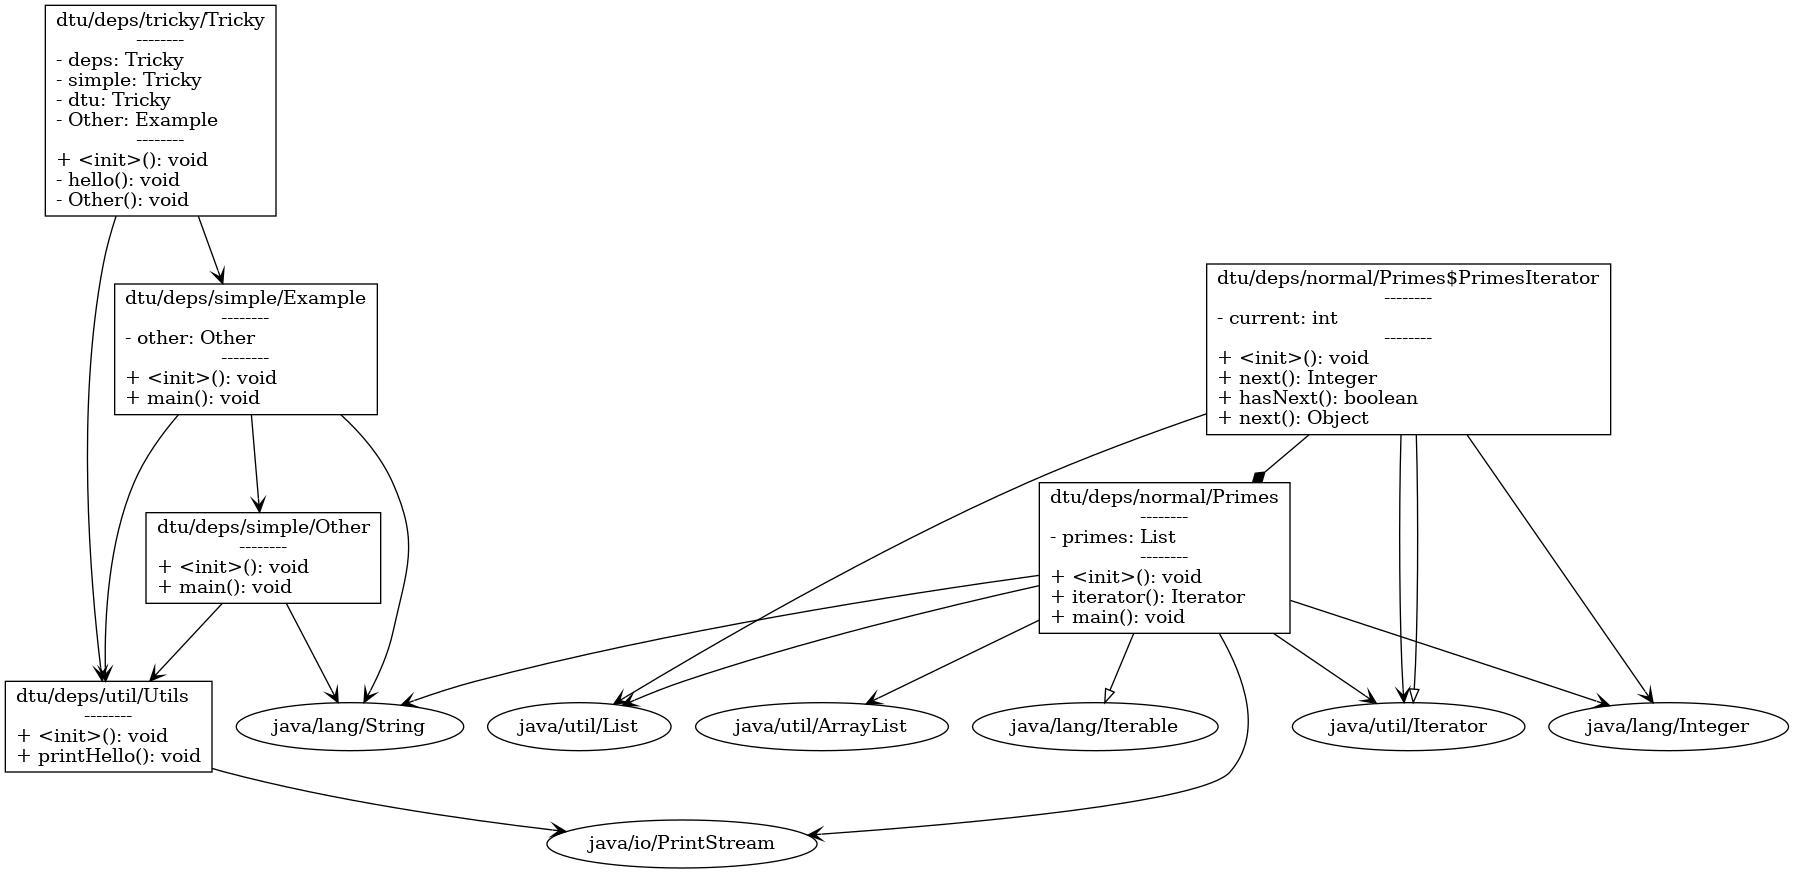 dtu/deps/tricky/Tricky
--------
- deps: Tricky
- simple: Tricky
- dtu: Tricky
- Other: Example
--------
+ <init>(): void
- hello(): void
- Other(): void
dtu/deps/simple/Example
--------
- other: Other
--------
+ <init>(): void
+ main(): void
dtu/deps/normal/Primes$PrimesIterator
--------
- current: int
--------
+ <init>(): void
+ next(): Integer
+ hasNext(): boolean
+ next(): Object
dtu/deps/simple/Other
--------
+ <init>(): void
+ main(): void
dtu/deps/normal/Primes
--------
- primes: List
--------
+ <init>(): void
+ iterator(): Iterator
+ main(): void
dtu/deps/util/Utils
--------
+ <init>(): void
+ printHello(): void
java/lang/String
java/util/List
java/util/ArrayList
java/lang/Iterable
java/util/Iterator
java/lang/Integer
java/io/PrintStream